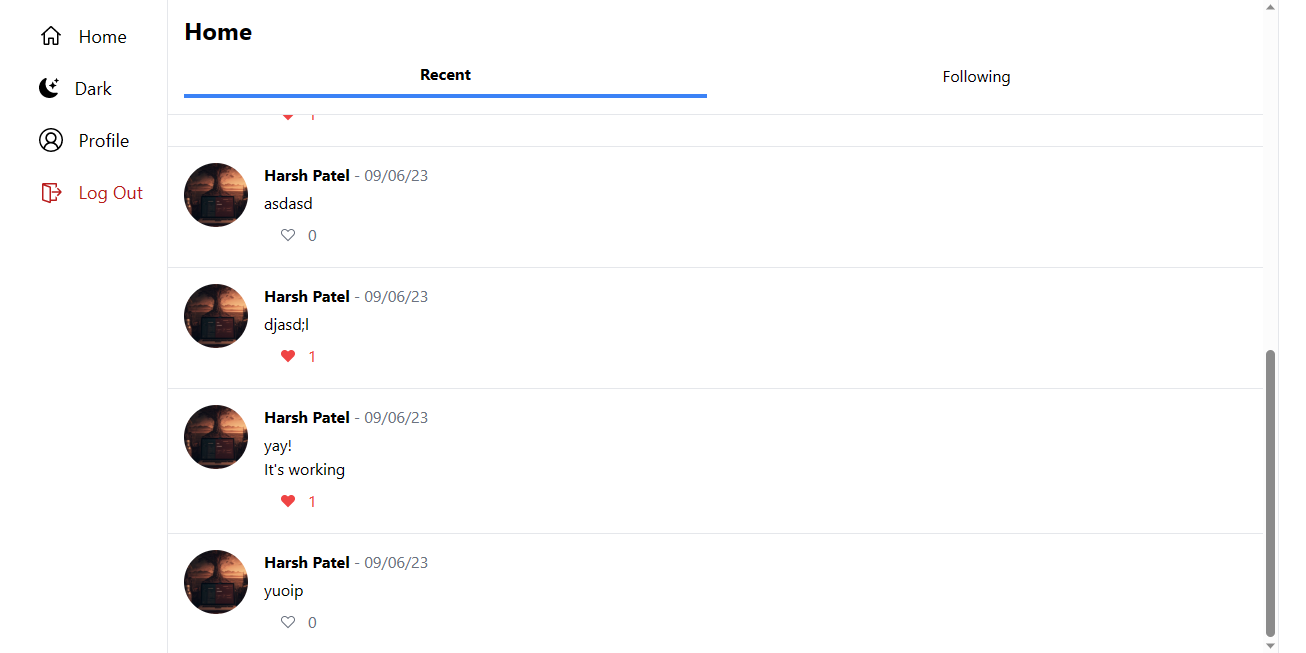 Home
Dark
Profile
Log Out
Home
Recent
Following
1
Harsh Patel - 09/06/23
asdasd
0
Harsh Patel - 09/06/23
djasd;l
1
Harsh Patel - 09/06/23
yay!
It's working
1
Harsh Patel - 09/06/23
yuoip
0